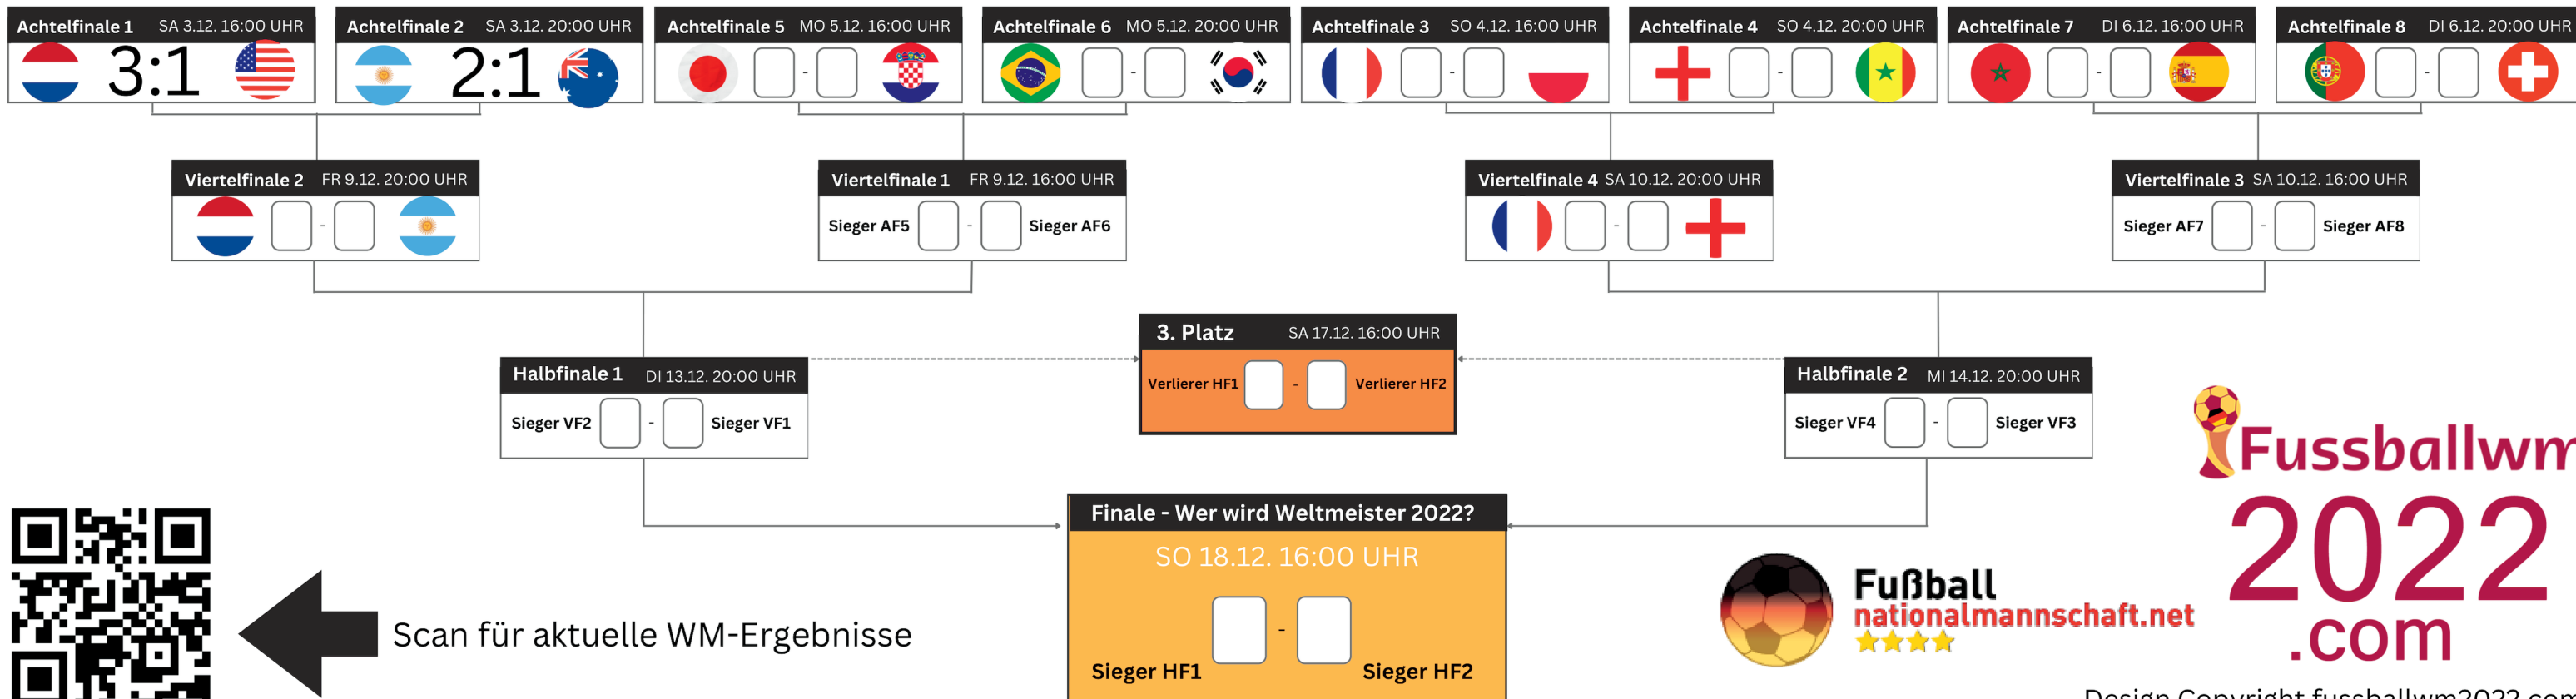 Achtelfinale 1 SA 3.12. 16:00 UHR
3:1
Achtelfinale 2 SA 3.12. 20:00 UHR
2:1
Achtelfinale 5 MO 5.12. 16:00 UHR
-
Achtelfinale 6 MO 5.12. 20:00 UHR
-
Achtelfinale 3 SO 4.12. 16:00 UHR
-
Achtelfinale 4 SO 4.12. 20:00 UHR
-
Achtelfinale 7 DI 6.12. 16:00 UHR
-
Achtelfinale 8 DI 6.12. 20:00 UHR
-
Viertelfinale 2 FR 9.12. 20:00 UHR
-
Viertelfinale 1 FR 9.12. 16:00 UHR
Sieger AF5 - Sieger AF6
Viertelfinale 4 SA 10.12. 20:00 UHR
-
Viertelfinale 3 SA 10.12. 16:00 UHR
Sieger AF7 - Sieger AF8
3. Platz SA 17.12. 16:00 UHR
Verlierer HF1 - Verlierer HF2
Halbfinale 1 DI 13.12. 20:00 UHR
Sieger VF2 - Sieger VF1
Halbfinale 2 MI 14.12. 20:00 UHR
Sieger VF4 - Sieger VF3
Finale - Wer wird Weltmeister 2022?
SO 18.12. 16:00 UHR
-
Sieger HF1 Sieger HF2
Scan für aktuelle WM-Ergebnisse
Fußball
nationalmannschaft.net
Fussballwm
2022
.com
Design Copyright fussballwm2022.com